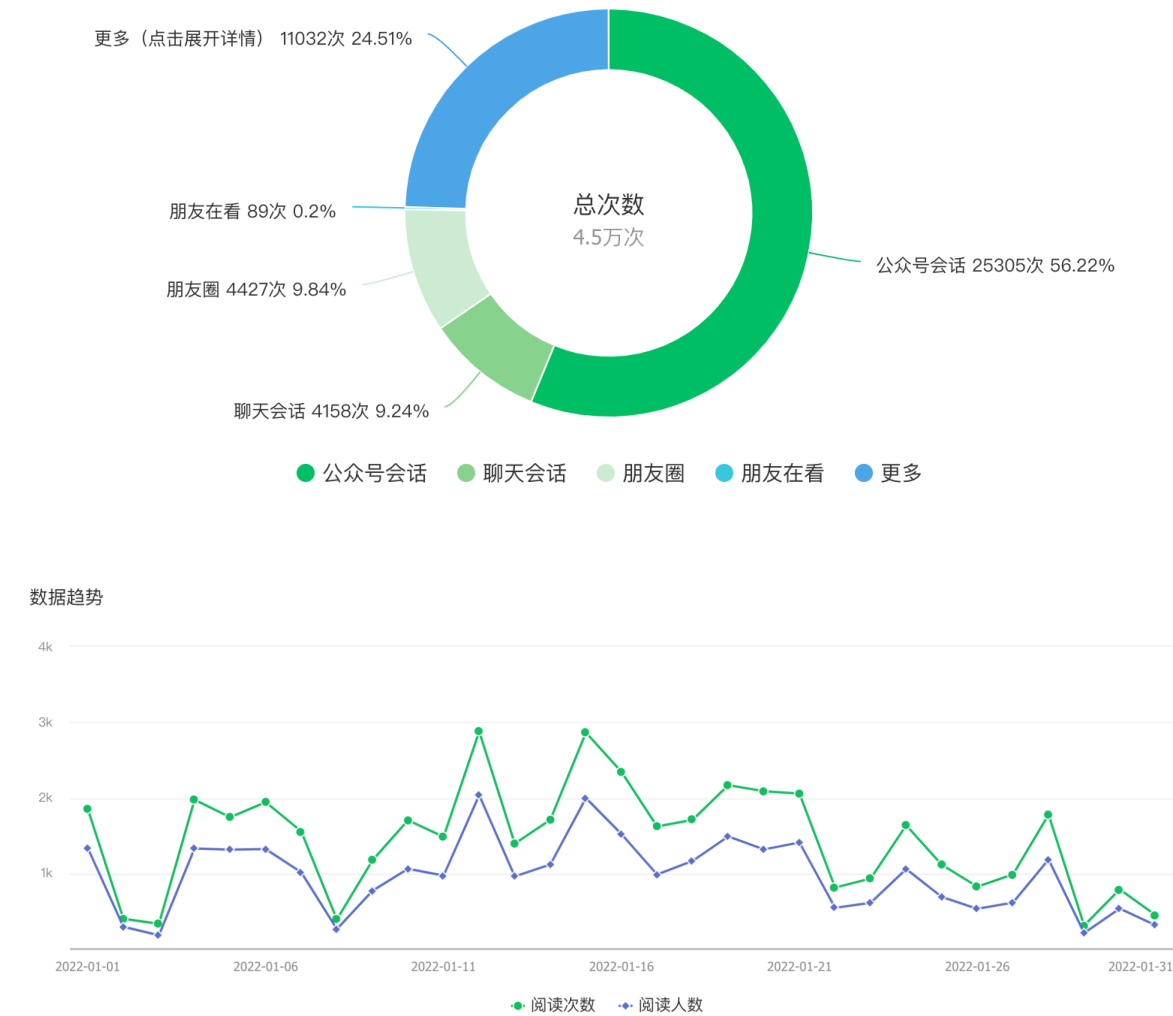 更多（点击展开详情） 11032次 24.51%
总次数
4.5万次
朋友在看 89次 0.2%
公众号会话 25305次 56.22%
朋友圈 4427次 9.84%
聊天会话 4158次 9.24%
公众号会话 聊天会话 朋友圈 朋友在看 更多
数据趋势
4k
3k
2k
1k
2022-01-01 2022-01-06 2022-01-11 2022-01-16 2022-01-21 2022-01-26 2022-01-31
阅读次数 阅读人数